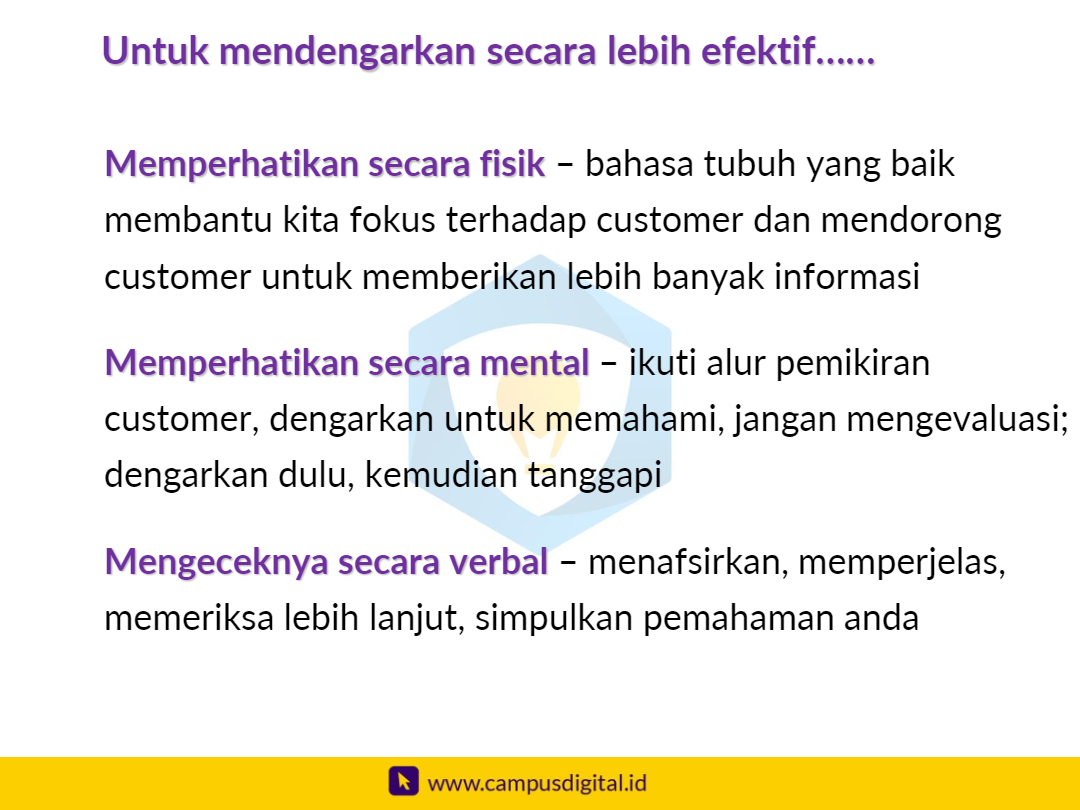 Untuk mendengarkan secara lebih efektif......
Memperhatikan secara fisik – bahasa tubuh yang baik
membantu kita fokus terhadap customer dan mendorong
customer untuk memberikan lebih banyak informasi
Memperhatikan secara mental – ikuti alur pemikiran
customer, dengarkan untuk memahami, jangan mengevaluasi;
dengarkan dulu, kemudian tanggapi
Mengeceknya secara verbal – menafsirkan, memperjelas,
memeriksa lebih lanjut, simpulkan pemahaman anda
www.campusdigital.id